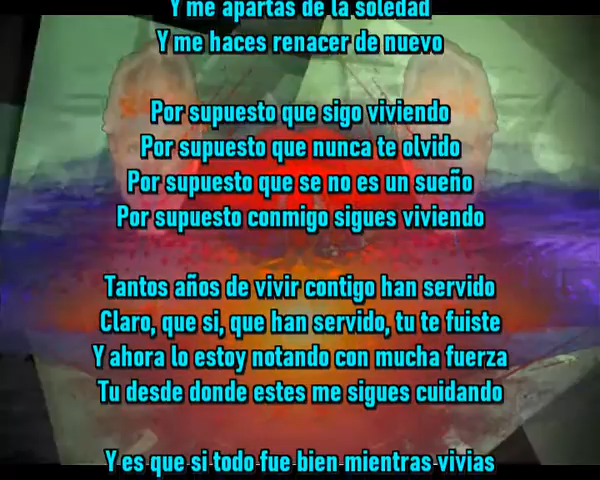 Y me apartas de la soledad
Y me haces renacer de nuevo
Por supuesto que sigo viviendo
Por supuesto que nunca te olvido
Por supuesto que se no es un sueño
Por supuesto conmigo sigues viviendo
Tantos años de vivir contigo han servido
Claro, que si, que han servido, tu te fuiste
Y ahora lo estoy notando con mucha fuerza
Tu desde donde estes me sigues cuidando
Y es que si todo fue bien mientras vivias